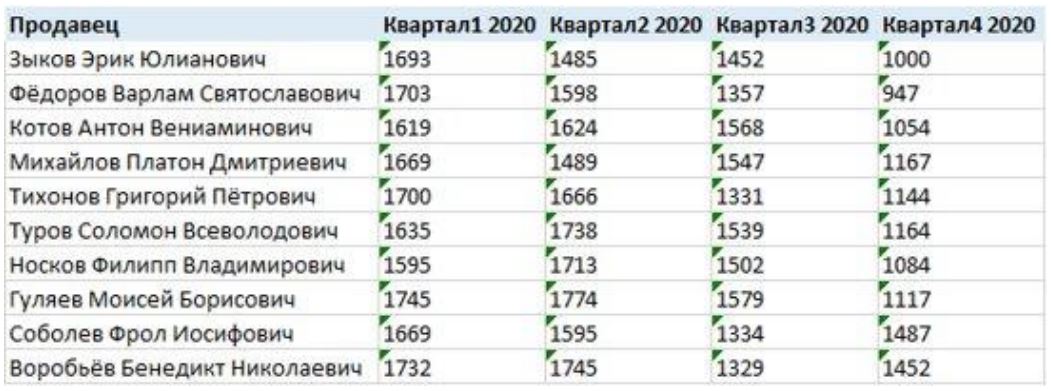 Продавец Квартал1 2020 Квартал2 2020 Квартал3 2020 Квартал4 2020
Зыков Эрик Юлианович 1693 1485 1452 1000
Фёдоров Варлам Святославович 1703 1598 1357 947
Котов Антон Вениаминович 1619 1624 1568 1054
Михайлов Платон Дмитриевич 1669 1489 1547 1167
Тихонов Григорий Пётрович 1700 1666 1331 1144
Туров Соломон Всеволодович 1635 1738 1539 1164
Носков Филипп Владимирович 1595 1713 1502 1084
Гуляев Моисей Борисович 1745 1774 1579 1117
Соболев Фрол Иосифович 1669 1595 1334 1487
Воробьёв Бенедикт Николаевич 1732 1745 1329 1452